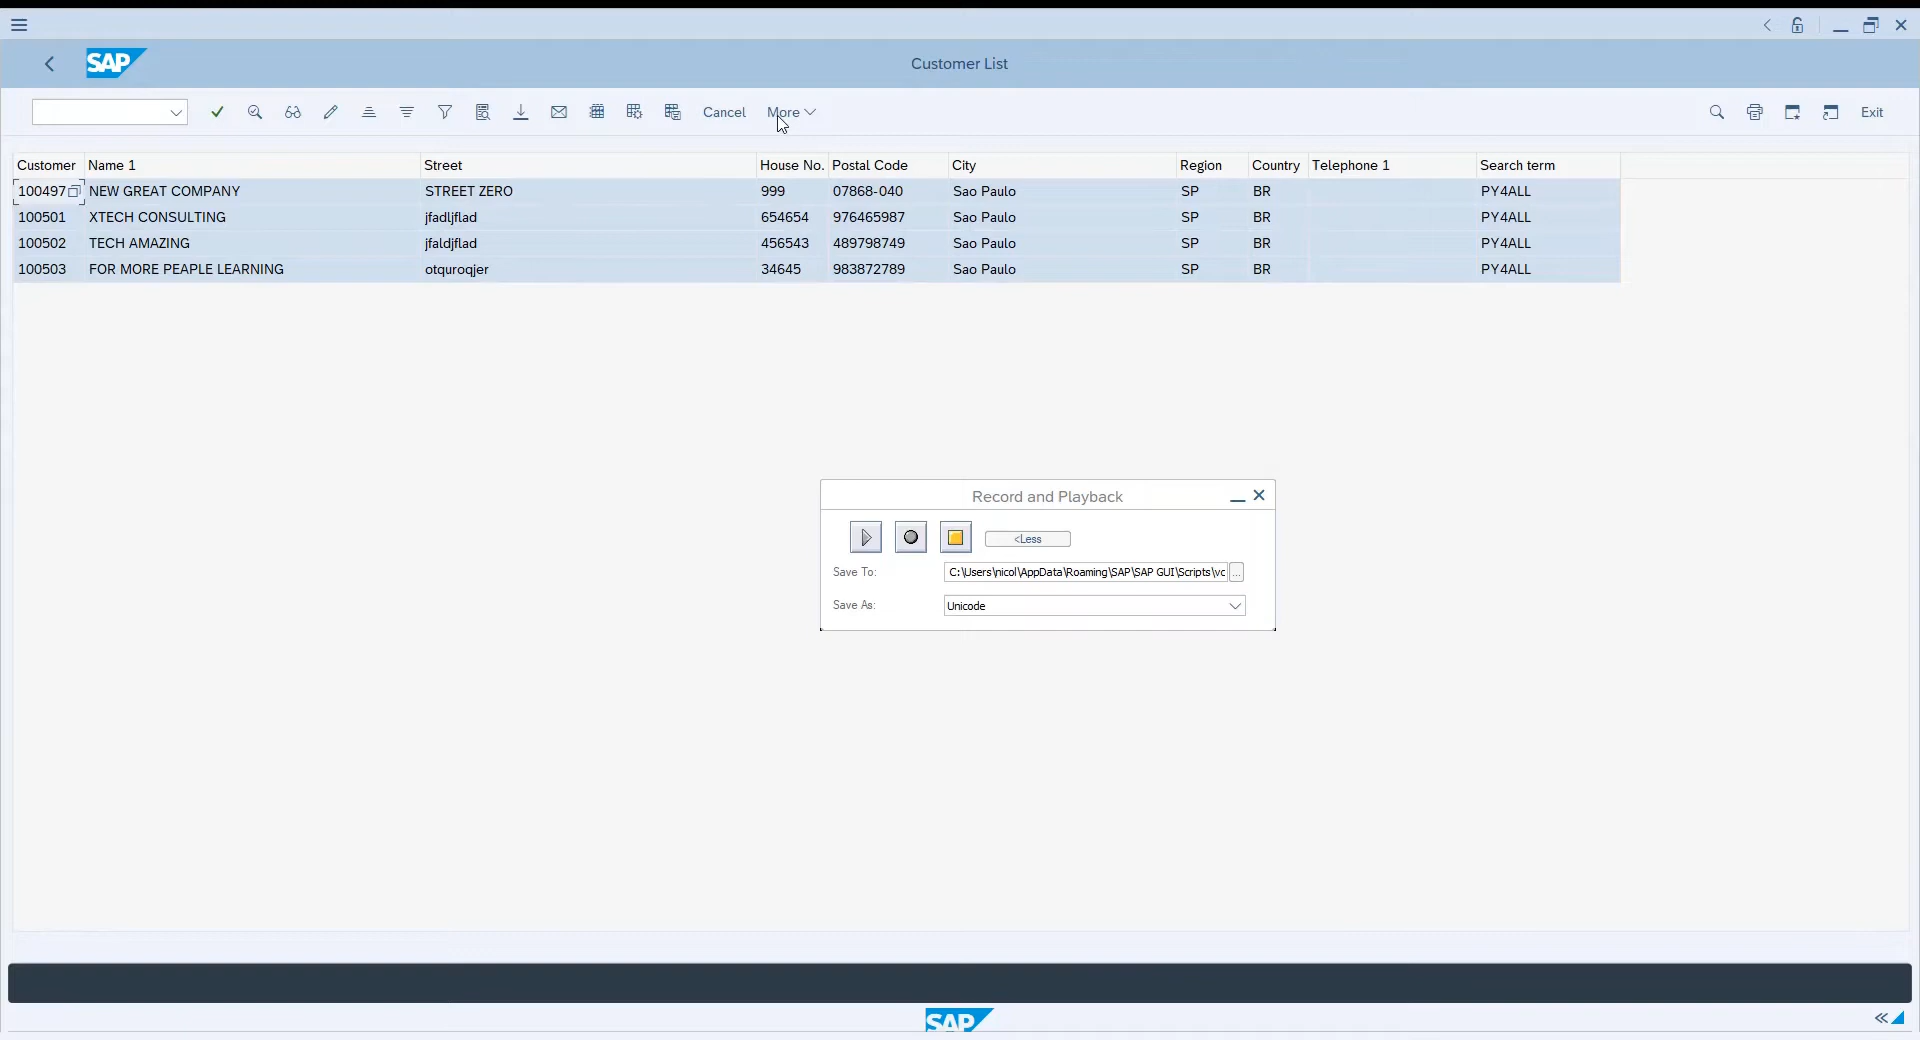 SAP
Customer List
Cancel
More
Exit
Customer Name 1 Street House No. Postal Code City Region Country Telephone 1 Search term
100497 NEW GREAT COMPANY STREET ZERO 999 07868-040 Sao Paulo SP BR PY4ALL
100501 XTECH CONSULTING jfadljflad 654654 976465987 Sao Paulo SP BR PY4ALL
100502 TECH AMAZING jfaldjflad 456543 489798749 Sao Paulo SP BR PY4ALL
100503 FOR MORE PEAPLE LEARNING otquroqjer 34645 983872789 Sao Paulo SP BR PY4ALL
Record and Playback
<Less
Save To: C:\Users\nicol\AppData\Roaming\SAP\SAP GUI\Scripts\vc ...
Save As: Unicode
SAP